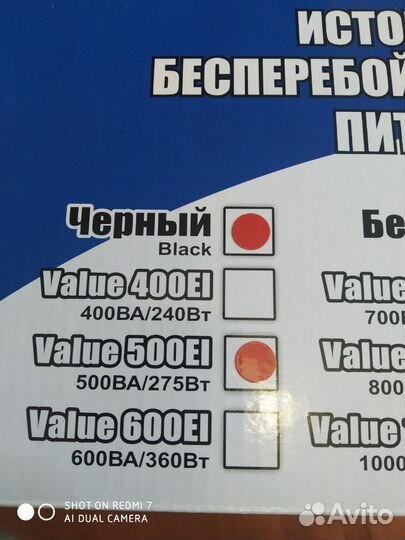 ИСТО
БЕСПЕРЕБОЙ
ПИТ
Черный
Black
Бе
Value 400EI
400ВА/240Вт
Value
700В
Value 500EI
500ВА/275Вт
Value
800
Value 600EI
600ВА/360Вт
Value
1000
SHOT ON REDMI 7
AI DUAL CAMERA
Avito